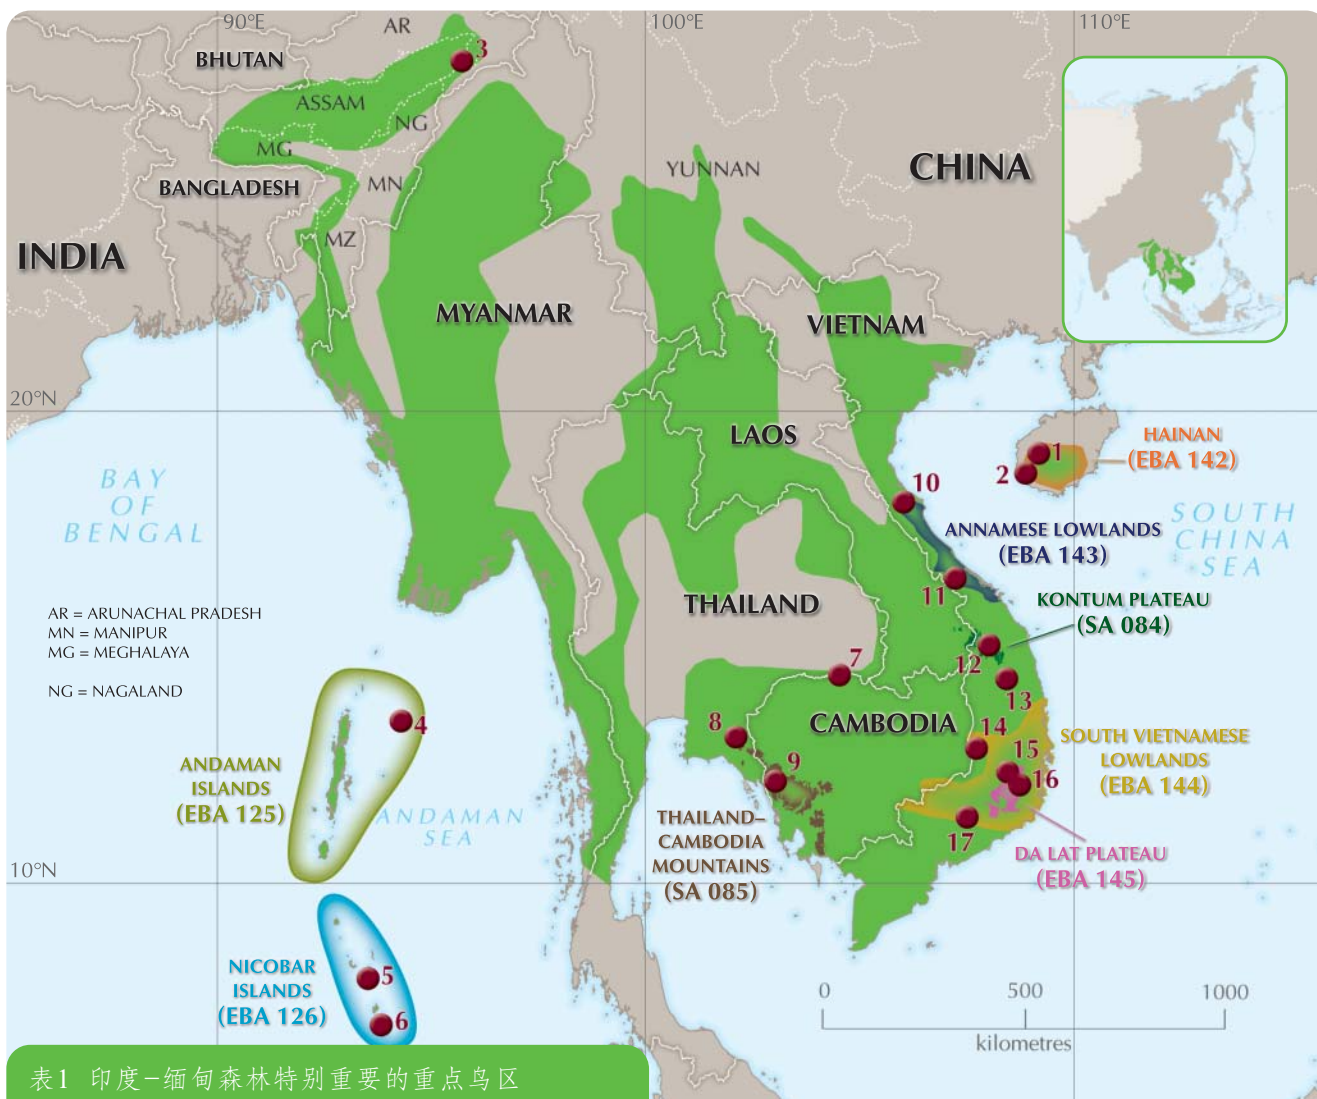 90°E
100°E
110°E
AR
3
BHUTAN
ASSAM
NG
MG
MN
BANGLADESH
MZ
YUNNAN
CHINA
INDIA
MYANMAR
VIETNAM
20°N
LAOS
HAINAN
(EBA 142)
1
2
10
BAY
OF
BENGAL
ANNAMESE LOWLANDS
(EBA 143)
SOUTH
CHINA
SEA
11
THAILAND
KONTUM PLATEAU
(SA 084)
AR = ARUNACHAL PRADESH
MN = MANIPUR
MG = MEGHALAYA
NG = NAGALAND
7
12
13
4
8
CAMBODIA
14
15
16
SOUTH VIETNAMESE
LOWLANDS
(EBA 144)
9
ANDAMAN
ISLANDS
(EBA 125)
ANDAMAN
SEA
THAILAND–
CAMBODIA
MOUNTAINS
(SA 085)
17
DA LAT PLATEAU
(EBA 145)
10°N
NICOBAR
ISLANDS
(EBA 126)
5
6
0 500 1000
kilometres
表1 印度–缅甸森林特别重要的重点鸟区